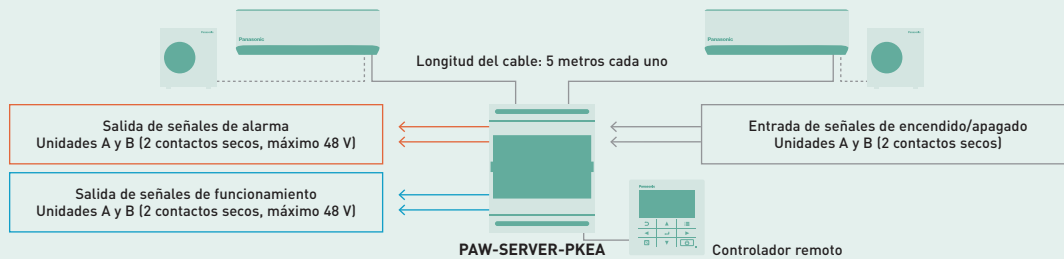 Panasonic
Panasonic
Longitud del cable: 5 metros cada uno
Salida de señales de alarma
Unidades A y B (2 contactos secos, máximo 48 V)
Entrada de señales de encendido/apagado
Unidades A y B (2 contactos secos)
Salida de señales de funcionamiento
Unidades A y B (2 contactos secos, máximo 48 V)
Panasonic
PAW-SERVER-PKEA
Controlador remoto